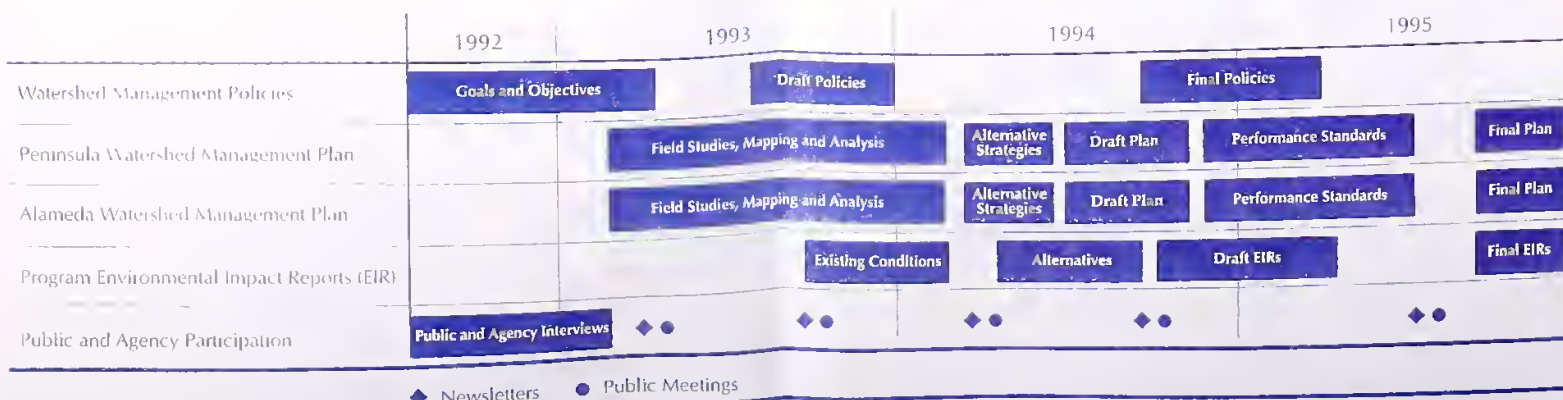 1992 1993 1994 1995
Watershed Management Policies Goals and Objectives Draft Policies Final Policies
Peninsula Watershed Management Plan Field Studies, Mapping and Analysis Alternative Strategies Draft Plan Performance Standards Final Plan
Alameda Watershed Management Plan Field Studies, Mapping and Analysis Alternative Strategies Draft Plan Performance Standards Final Plan
Program Environmental Impact Reports (EIR) Existing Conditions Alternatives Draft EIRs Final EIRs
Public and Agency Participation Public and Agency Interviews
Newsletters Public Meetings